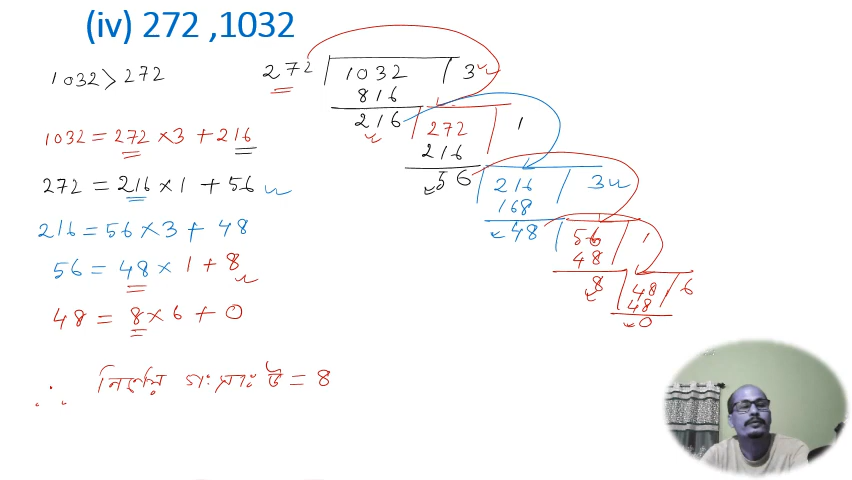 (iv) 272 ,1032
1032 > 272
272 1032 3
816
216 272 1
216
56 216 3
168
48 56 1
48
8 48 6
48
0
1032 = 272 × 3 + 216
272 = 216 × 1 + 56
216 = 56 × 3 + 48
56 = 48 × 1 + 8
48 = 8 × 6 + 0
∴ নির্ণেয় গঃসাঃউ = 8